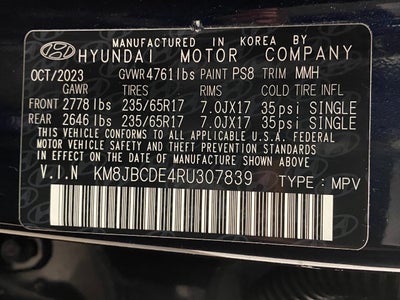 MANUFACTURED IN KOREA BY
HYUNDAI MOTOR COMPANY
OCT/2023 GVWR 4761lbs PAINT PS8 TRIM MMH
GAWR TIRES RIMS COLD TIRE INFL
FRONT 2778 lbs 235/65R17 7.0JX17 35psi SINGLE
REAR 2646 lbs 235/65R17 7.0JX17 35psi SINGLE
THIS VEHICLE CONFORMS TO ALL APPLICABLE U.S.A FEDERAL
MOTOR VEHICLE SAFETY AND THEFT PREVENTION STANDARDS
IN EFFECT ON THE DATE OF MANUFACTURE SHOWN ABOVE.
V.I.N KM8JBCDE4RU307839 TYPE : MPV